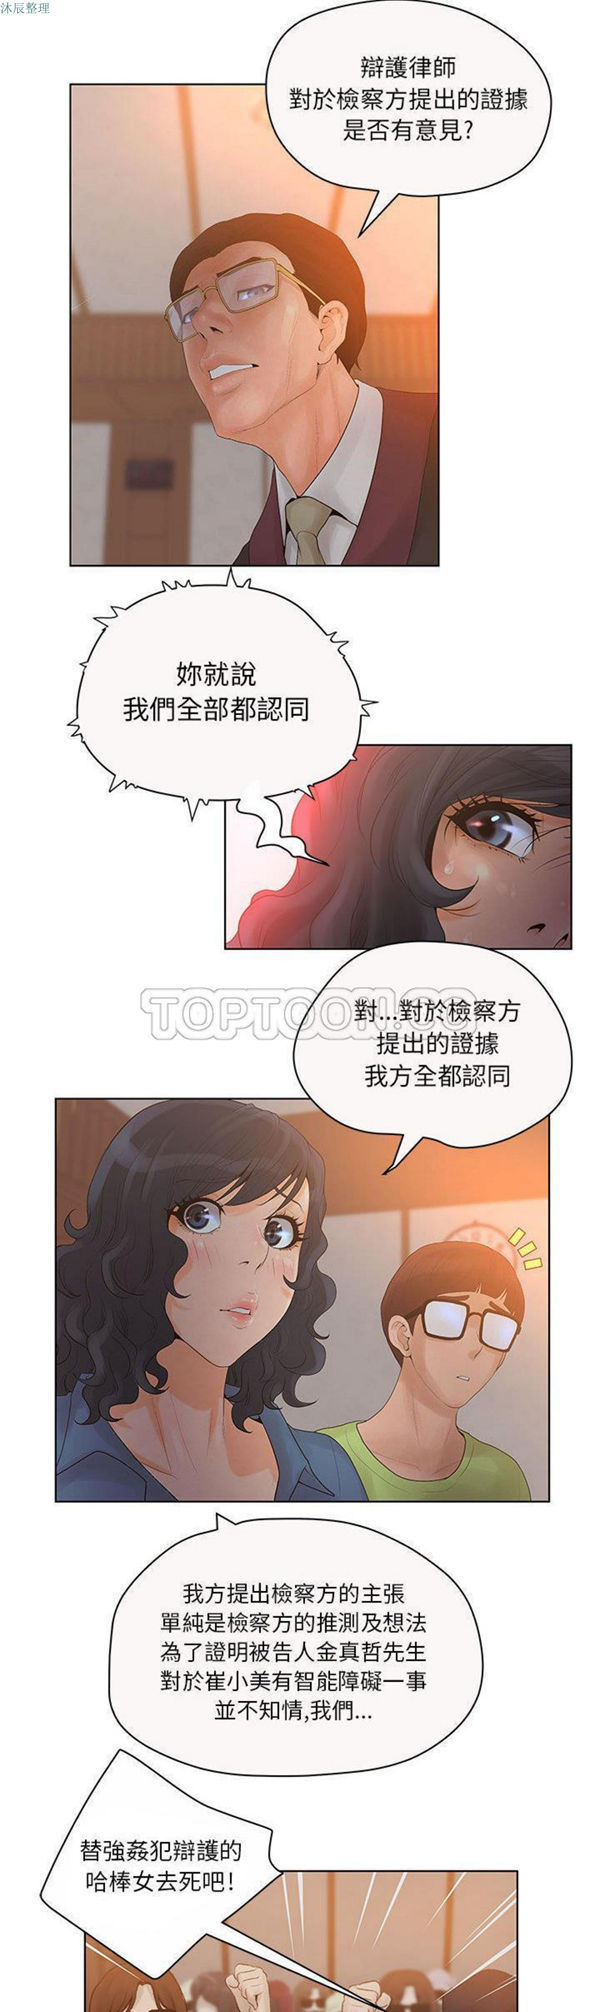 沐辰整理
辯護律師
對於檢察方提出的證據
是否有意見?
妳就說
我們全部都認同
TOPTOON.CC
對...對於檢察方
提出的證據
我方全都認同
我方提出檢察方的主張
單純是檢察方的推測及想法
為了證明被告人金真哲先生
對於崔小美有智能障礙一事
並不知情,我們...
替強姦犯辯護的
哈棒女去死吧!